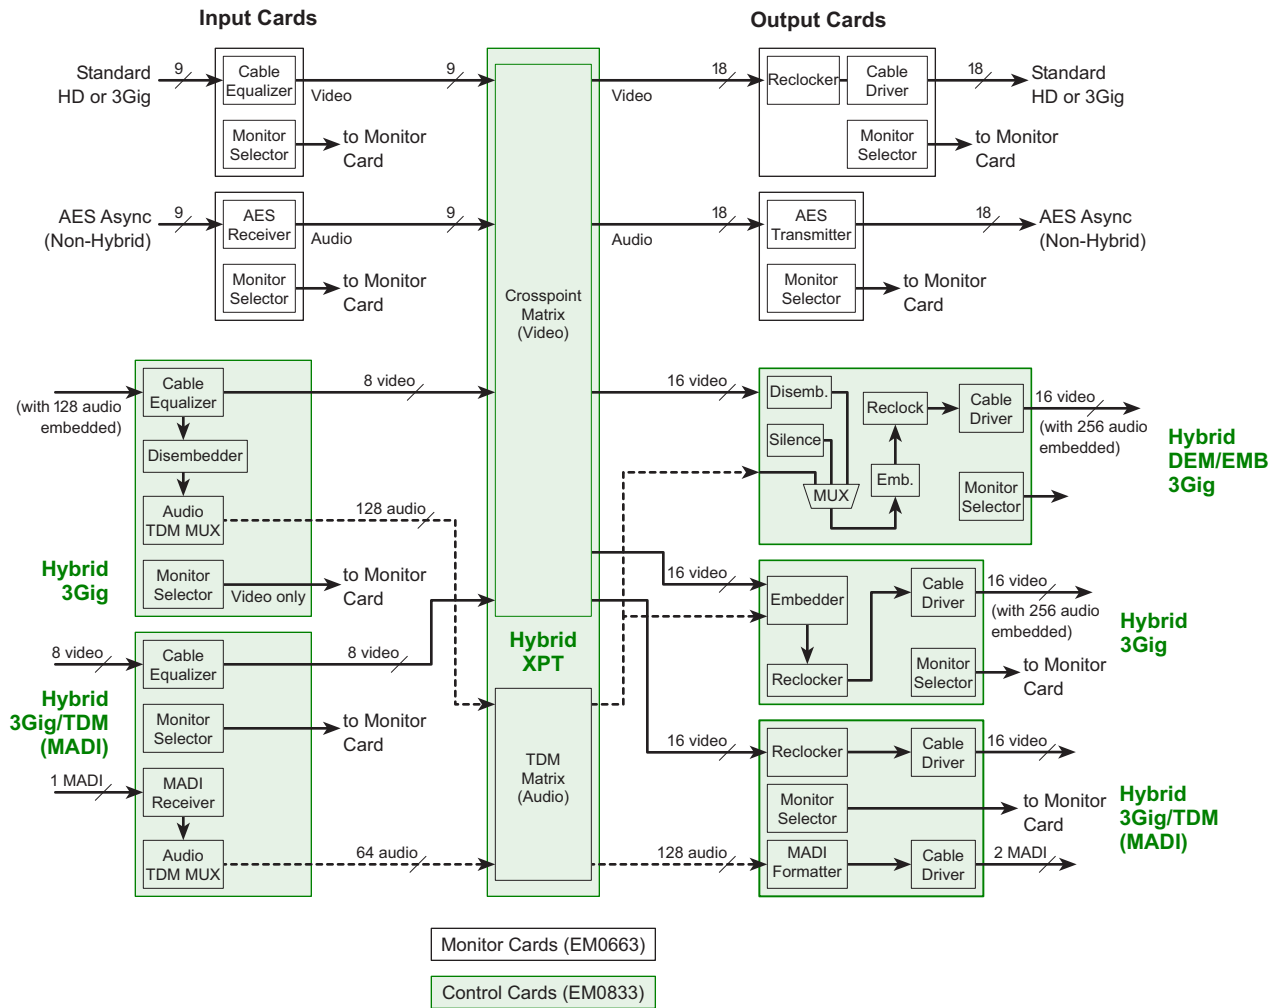 Input Cards
Output Cards
Standard
HD or 3Gig
9
Cable
Equalizer
Video
9
Monitor
Selector
to Monitor
Card
18
Video
Reclocker
Cable
Driver
18
Standard
HD or 3Gig
Monitor
Selector
to Monitor
Card
AES Async
(Non-Hybrid)
9
AES
Receiver
Audio
9
Monitor
Selector
to Monitor
Card
18
Audio
AES
Transmitter
18
AES Async
(Non-Hybrid)
Monitor
Selector
to Monitor
Card
Crosspoint
Matrix
(Video)
(with 128 audio
embedded)
Cable
Equalizer
8 video
Disembedder
Audio
TDM MUX
128 audio
Hybrid
3Gig
Monitor
Selector
Video only
to Monitor
Card
16 video
Disemb.
Silence
MUX
Reclock
Emb.
Cable
Driver
16 video
(with 256 audio
embedded)
Monitor
Selector
Hybrid
DEM/EMB
3Gig
Hybrid
XPT
16 video
Embedder
Reclocker
Cable
Driver
16 video
(with 256 audio
embedded)
Monitor
Selector
to Monitor
Card
Hybrid
3Gig
8 video
Cable
Equalizer
8 video
Hybrid
3Gig/TDM
(MADI)
Monitor
Selector
to Monitor
Card
1 MADI
MADI
Receiver
Audio
TDM MUX
64 audio
TDM
Matrix
(Audio)
16 video
Reclocker
Cable
Driver
16 video
Monitor
Selector
to Monitor
Card
128 audio
MADI
Formatter
Cable
Driver
2 MADI
Hybrid
3Gig/TDM
(MADI)
Monitor Cards (EM0663)
Control Cards (EM0833)